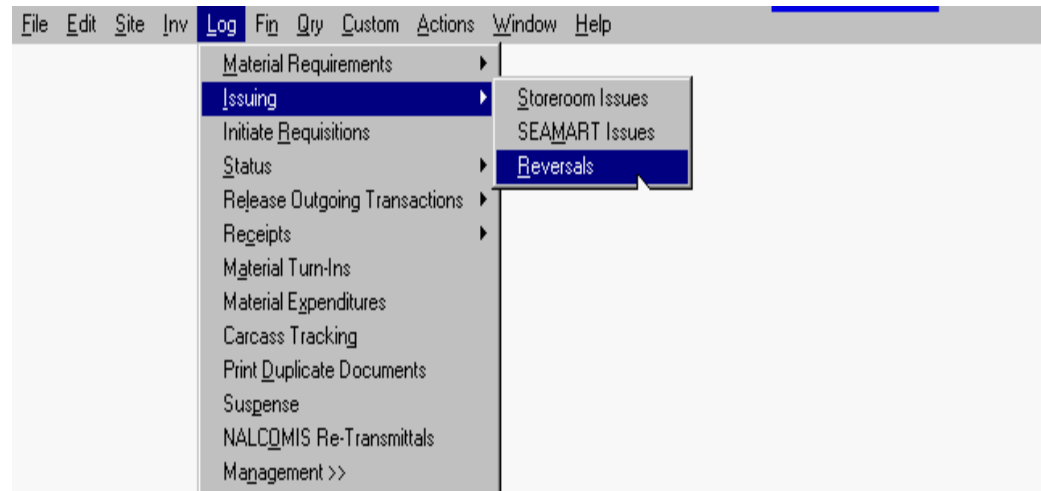 File Edit Site Inv Log Fin Qry Custom Actions Window Help
Material Requirements
Issuing
Initiate Requisitions
Status
Release Outgoing Transactions
Receipts
Material Turn-Ins
Material Expenditures
Carcass Tracking
Print Duplicate Documents
Suspense
NALCOMIS Re-Transmittals
Management >>
Storeroom Issues
SEAMART Issues
Reversals